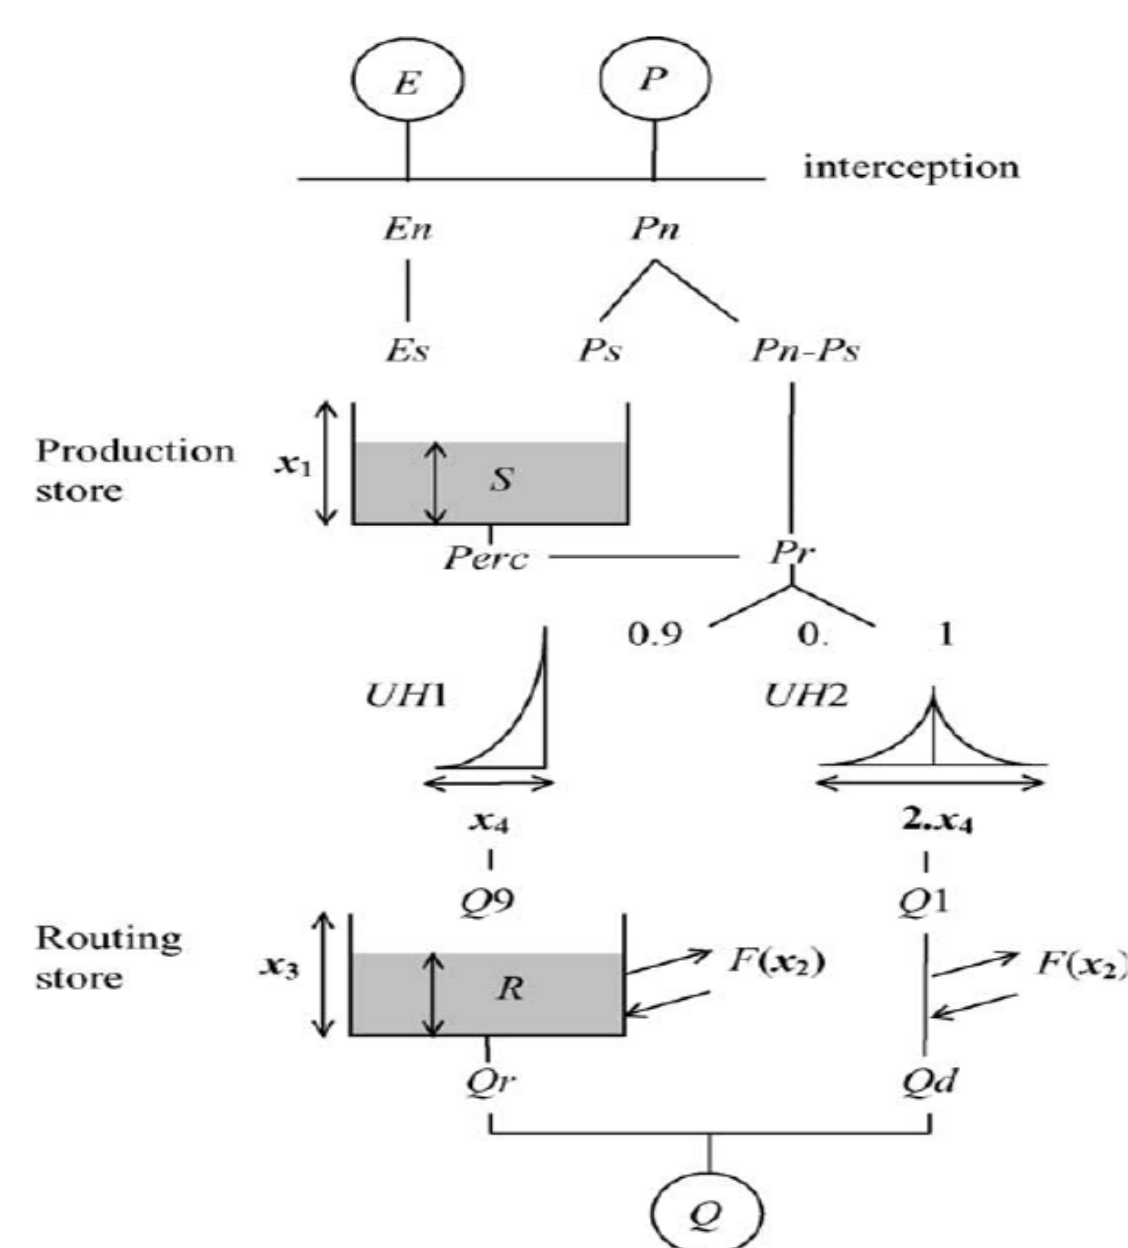 E P
interception
En Pn
Es Ps Pn-Ps
Production
store
x1 S
Perc Pr
0.9 0. 1
UH1 UH2
x4 2.x4
Q9 Q1
Routing
store
x3 R F(x2) F(x2)
Qr Qd
Q